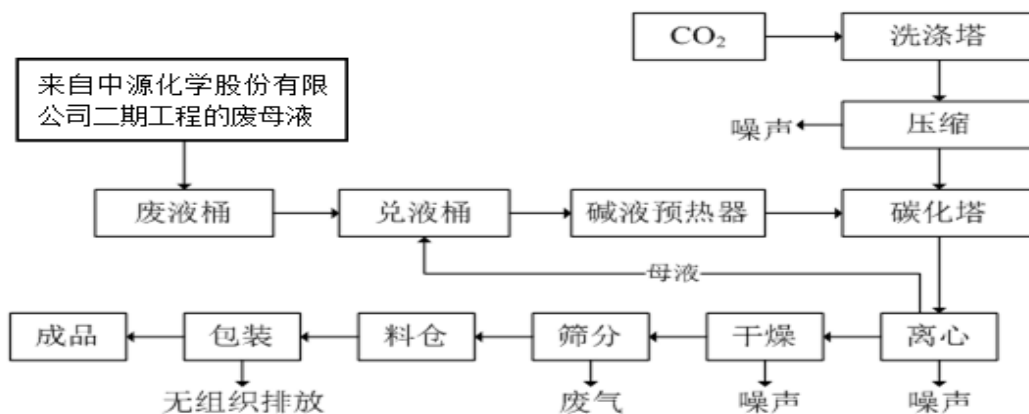 CO₂
洗涤塔
来自中源化学股份有限
公司二期工程的废母液
噪声
压缩
废液桶
兑液桶
碱液预热器
碳化塔
母液
成品
包装
料仓
筛分
干燥
离心
无组织排放
废气
噪声
噪声